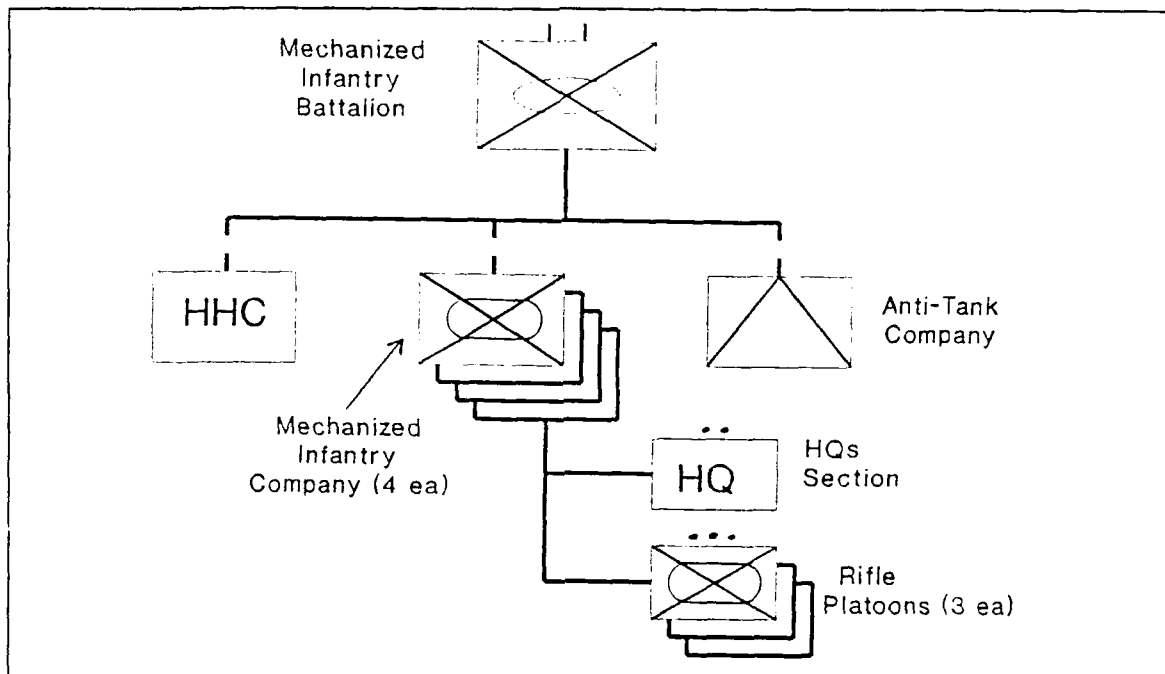 Mechanized
Infantry
Battalion
HHC
Anti-Tank
Company
Mechanized
Infantry
Company (4 ea)
HQ
HQs
Section
Rifle
Platoons (3 ea)